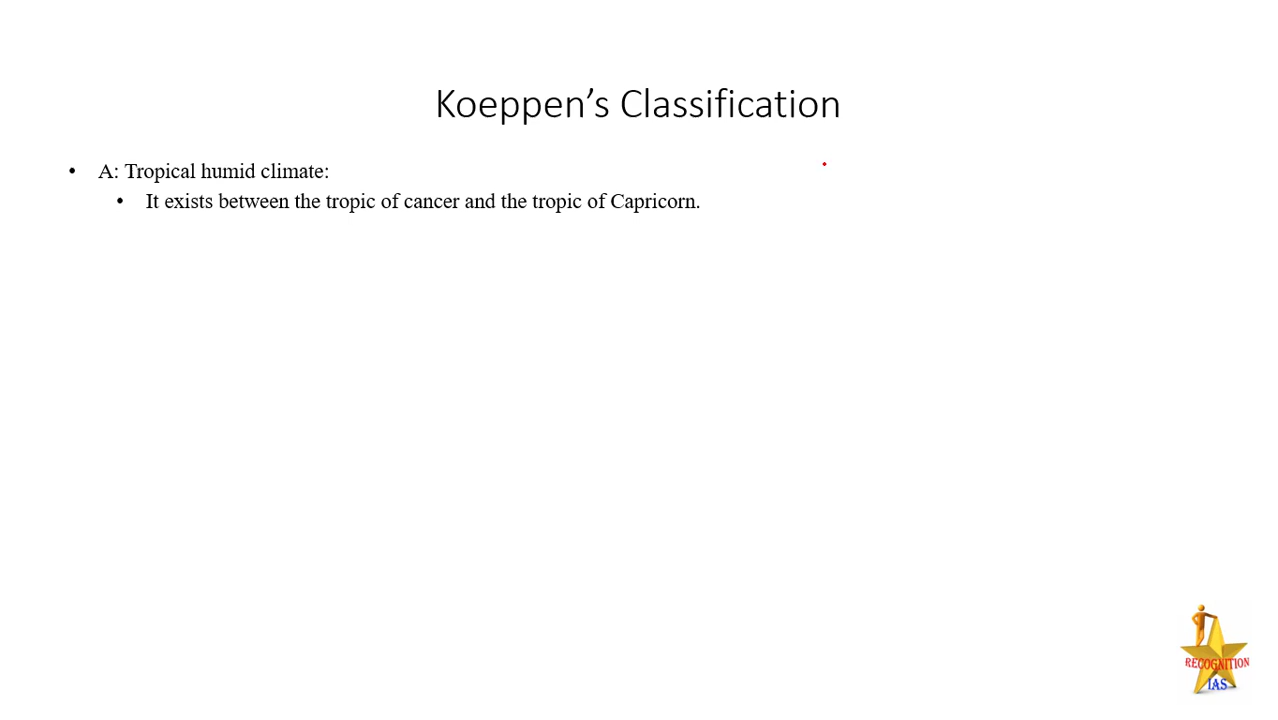 Koeppen’s Classification
• A: Tropical humid climate:
• It exists between the tropic of cancer and the tropic of Capricorn.
RECOGNITION
IAS